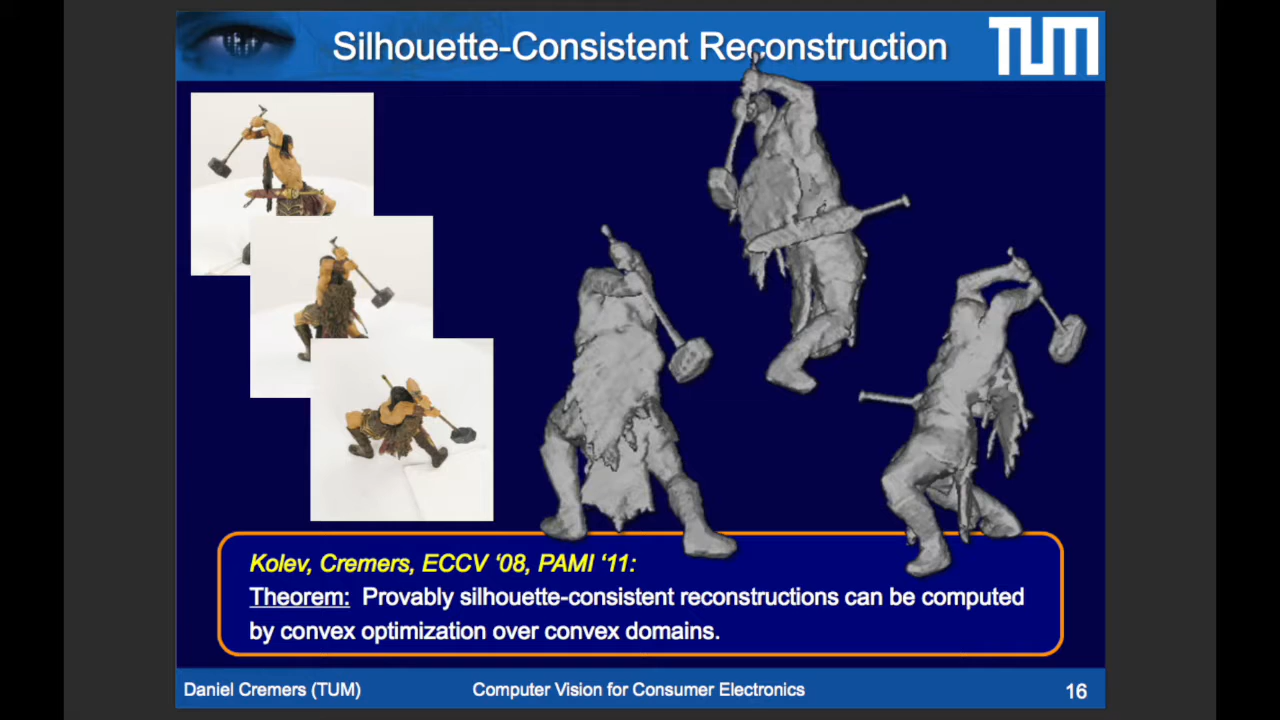 Silhouette-Consistent Reconstruction
TUM
Kolev, Cremers, ECCV ‘08, PAMI ‘11:
Theorem: Provably silhouette-consistent reconstructions can be computed
by convex optimization over convex domains.
Daniel Cremers (TUM)
Computer Vision for Consumer Electronics
16